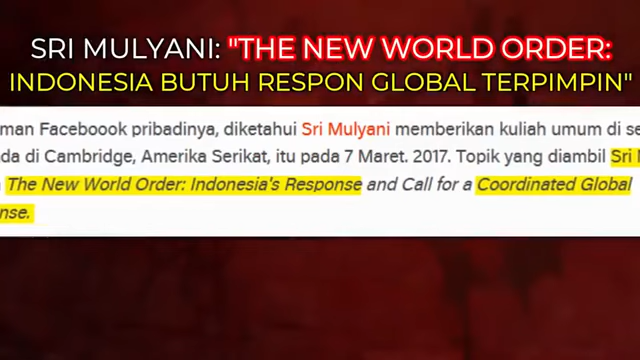 SRI MULYANI: "THE NEW WORLD ORDER:
INDONESIA BUTUH RESPON GLOBAL TERPIMPIN"
man Faceboook pribadinya, diketahui Sri Mulyani memberikan kuliah umum di se
da di Cambridge, Amerika Serikat, itu pada 7 Maret. 2017. Topik yang diambil Sri
The New World Order: Indonesia's Response and Call for a Coordinated Global
nse.